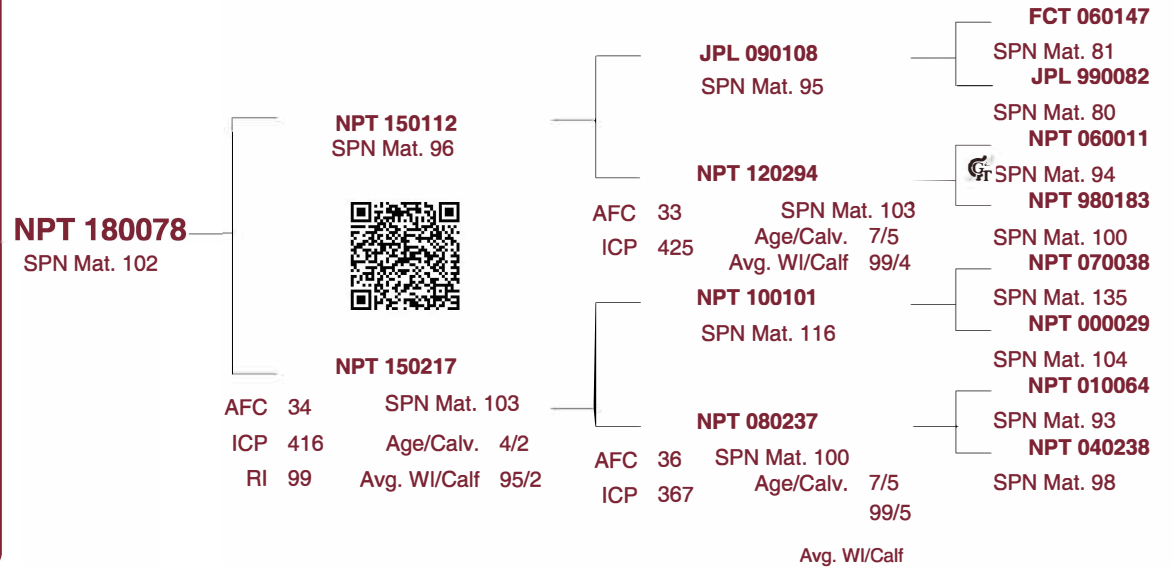 FCT 060147
JPL 090108
SPN Mat. 81
SPN Mat. 95
JPL 990082
NPT 150112
SPN Mat. 80
SPN Mat. 96
NPT 060011
NPT 120294
GT SPN Mat. 94
NPT 980183
AFC 33 SPN Mat. 103
NPT 180078
SPN Mat. 102
ICP 425 Age/Calv. 7/5
Avg. WI/Calf 99/4
SPN Mat. 100
NPT 070038
NPT 100101
SPN Mat. 135
SPN Mat. 116
NPT 000029
NPT 150217
SPN Mat. 104
NPT 010064
AFC 34 SPN Mat. 103
NPT 080237
SPN Mat. 93
ICP 416 Age/Calv. 4/2
NPT 040238
AFC 36 SPN Mat. 100
RI 99 Avg. WI/Calf 95/2
ICP 367 Age/Calv. 7/5
SPN Mat. 98
99/5
Avg. WI/Calf